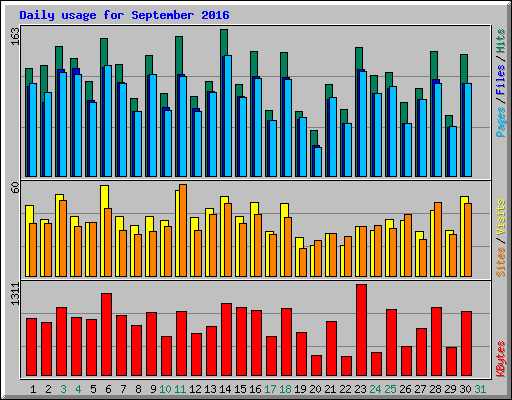 Daily usage for September 2016
163
Pages / Files / Hits
60
Sites / Visits
1311
KBytes
1 2 3 4 5 6 7 8 9 10 11 12 13 14 15 16 17 18 19 20 21 22 23 24 25 26 27 28 29 30 31